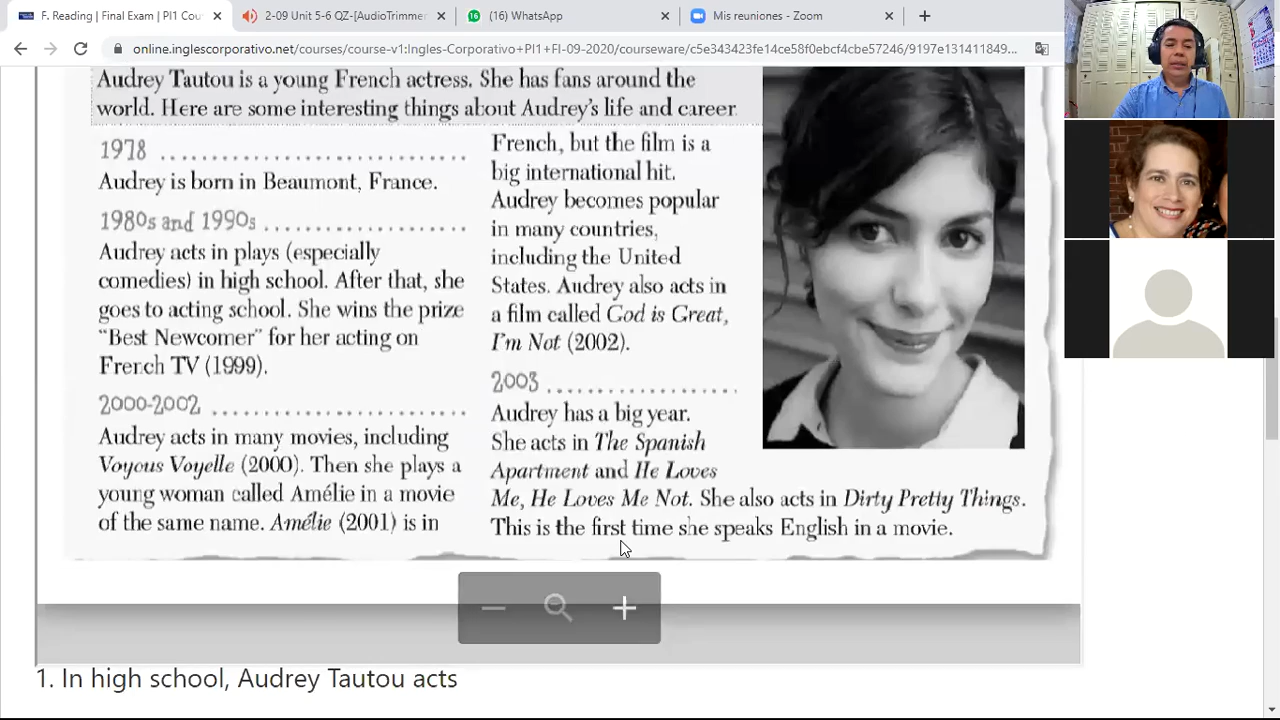 F. Reading | Final Exam | PI1 Cou
2-09 Unit 5-6 QZ-[AudioTrimmer
(16) WhatsApp
Mis reuniones - Zoom
online.inglescorporativo.net/courses/course-v1:Ingles-Corporativo+PI1+FI-09-2020/courseware/c5e343423fe14ce58f0ebcf4cbe57246/5f97e131411849...
Audrey Tautou is a young French actress. She has fans around the
world. Here are some interesting things about Audrey's life and career.
1978
Audrey is born in Beaumont, France.
1980s and 1990s
Audrey acts in plays (especially
comedies) in high school. After that, she
goes to acting school. She wins the prize
"Best Newcomer" for her acting on
French TV (1999).
2000-2002
Audrey acts in many movies, including
Voyous Voyelle (2000). Then she plays a
young woman called Amélie in a movie
of the same name. Amélie (2001) is in
French, but the film is a
big international hit.
Audrey becomes popular
in many countries,
including the United
States. Audrey also acts in
a film called God is Great,
I'm Not (2002).
2003
Audrey has a big year.
She acts in The Spanish
Apartment and He Loves
Me, He Loves Me Not. She also acts in Dirty Pretty Things.
This is the first time she speaks English in a movie.
1. In high school, Audrey Tautou acts